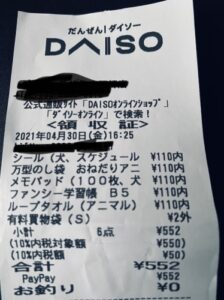 だんぜん!ダイソー
DAISO
公式通販サイト「DAISOオンラインショップ」
「ダイソーオンライン」で検索!
<領 収 証>
2021年04月30日(金)16:25
シール(犬、スケジュール ¥110内
万型のし袋 おねだりアニ ¥110内
メモパッド(100枚、犬 ¥110内
ファンシー学習帳 B5 ¥110内
ループタオル(アニマル) ¥110内
有料買物袋(S) ¥2外
小計 6点 ¥552
(10%内税対象額 ¥550)
(10%内税額 ¥50)
合計 ¥552
PayPay ¥552
お釣り ¥0